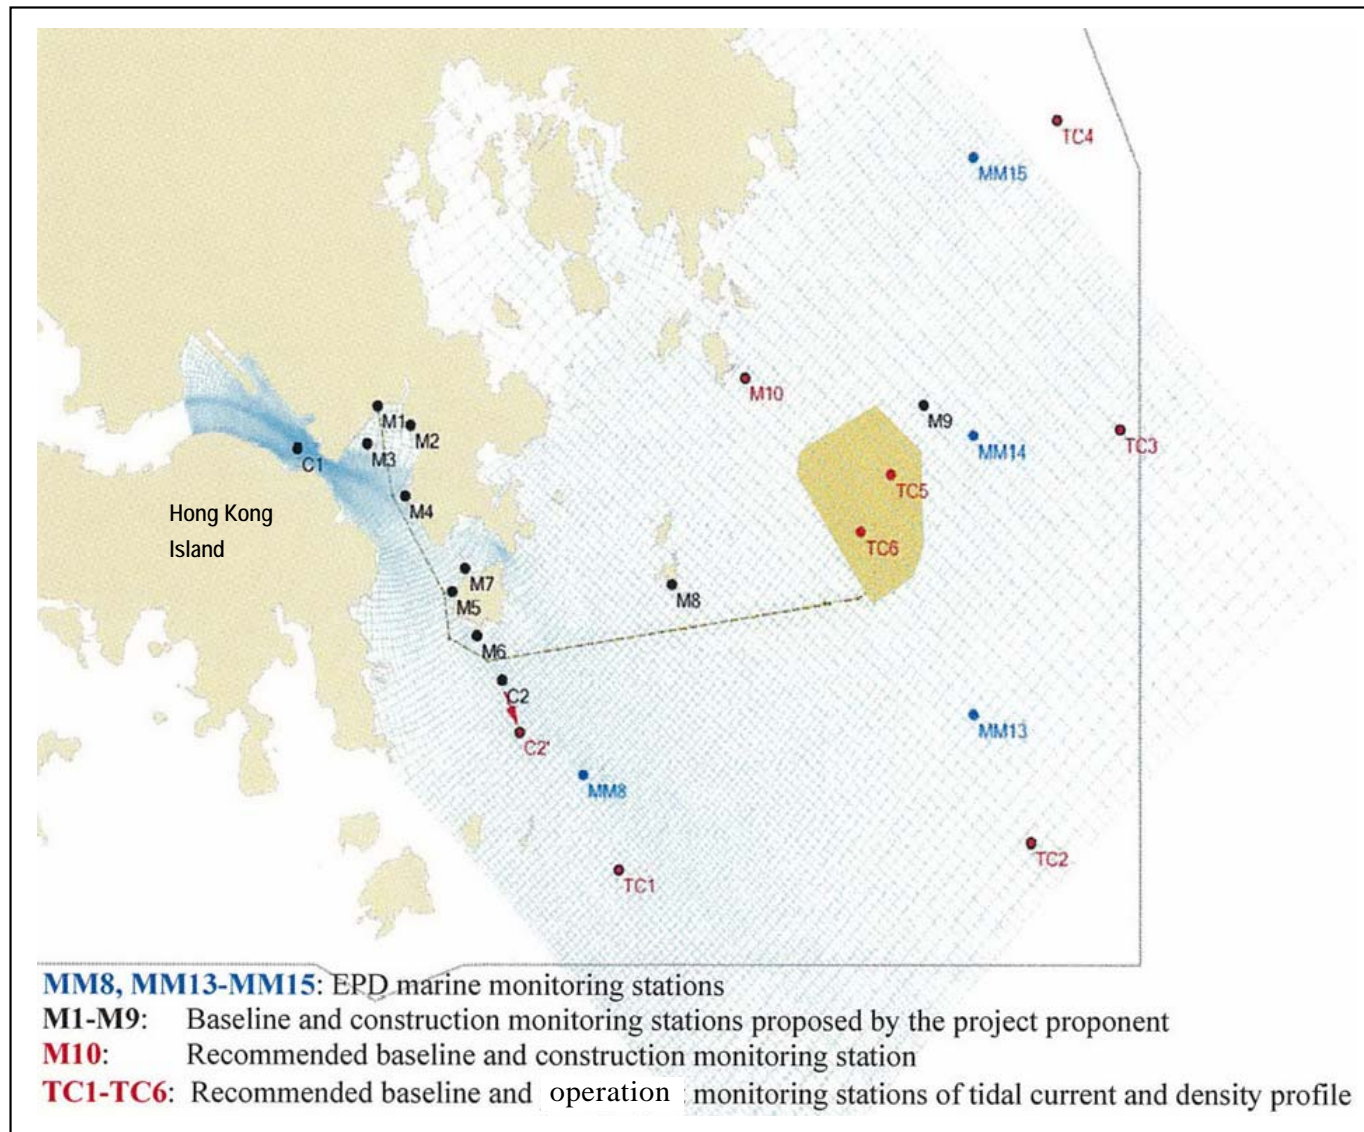 TC4
MM15
M10
M1
M2
M9
M3
MM14
TC3
C1
TC5
M4
Hong Kong
Island
TC6
M7
M8
M5
M6
C2
MM13
C2'
MM8
TC2
TC1
MM8, MM13-MM15: EPD marine monitoring stations
M1-M9: Baseline and construction monitoring stations proposed by the project proponent
M10: Recommended baseline and construction monitoring station
TC1-TC6: Recommended baseline and operation monitoring stations of tidal current and density profile